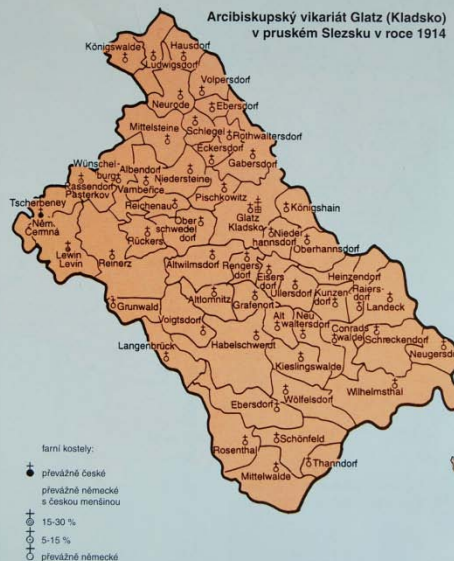 Arcibiskupský vikariát Glatz (Kladsko)
v pruském Slezsku v roce 1914
Königswalde
Hausdorf
Ludwigsdorf
Volpersdorf
Neurode
Ebersdorf
Mittelsteine
Schlegel
Rothwaltersdorf
Eckersdorf
Gabersdorf
Wünschel-
burg
Albendorf
Vambeřice
Niedersteine
Rassendorf
Pasterkov
Pischkowitz
Tscherbeney
Reichenau
Königshain
Něm.
Čermná
Ober
schwedel
dorf
Glatz
Kladsko
Nieder
hannsdorf
Oberhannsdorf
Lewin
Levin
Reinerz
Rückers
Altwilmsdorf
Rengers
dorf
Eisers
dorf
Heinzendorf
Grunwald
Altlomnitz
Grafenort
Ullersdorf
Kunzen
dorf
Raiers-
dorf
Landeck
Voigtsdorf
Alt
waltersdorf
Neu
Conrads
walde
Schreckendorf
Langenbrück
Habelschwerdt
Neugersdorf
Kieslingswalde
Wilhelmsthal
Wölfelsdorf
Ebersdorf
Rosenthal
Schönfeld
Mittelwalde
Thanndorf
farní kostely:
převážně české
převážně německé
s českou menšinou
15-30 %
5-15 %
převážně německé